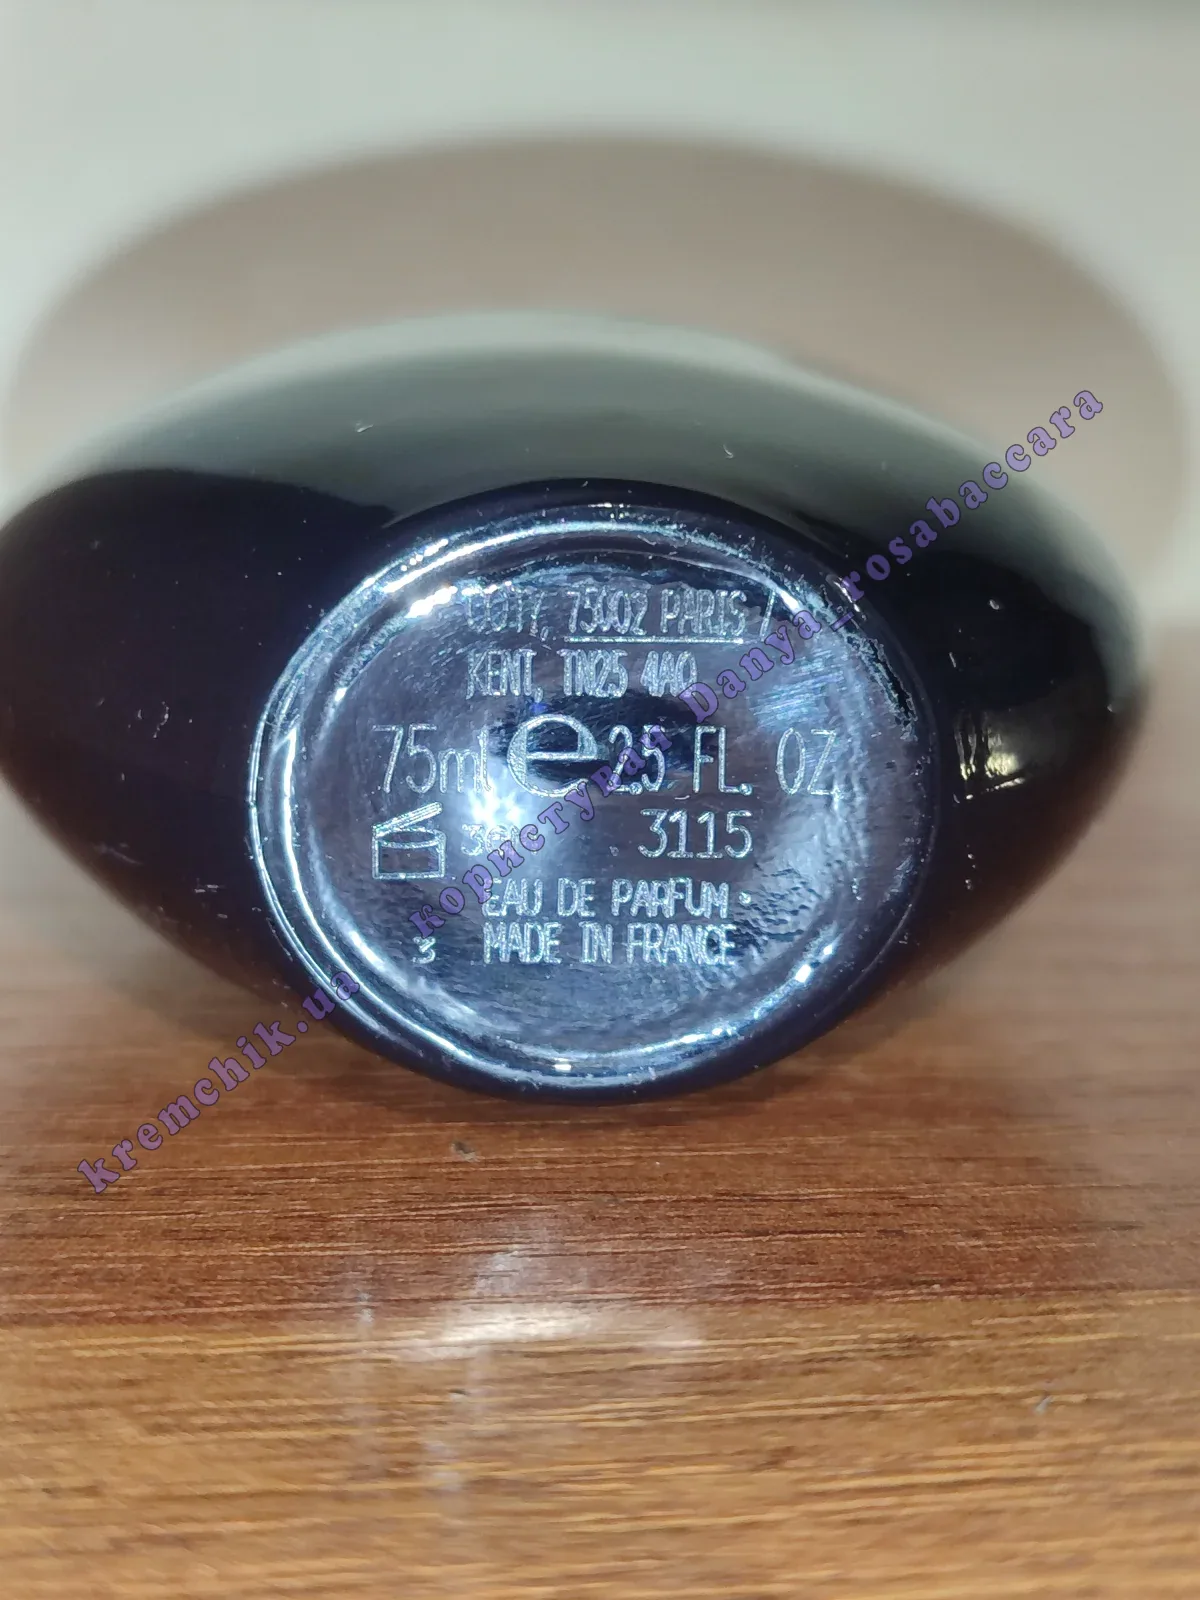 COTY, 75002 PARIS /
KENT, TN25 4AQ
75ml e 2.5 FL. OZ
3115
EAU DE PARFUM •
3 MADE IN FRANCE
kremchik.ua користувач Danya_rosabaccara